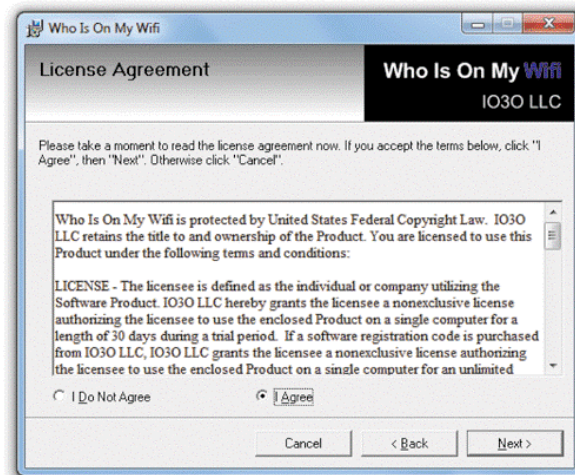 Who Is On My Wifi
License Agreement
Who Is On My Wifi
IO3O LLC
Please take a moment to read the license agreement now. If you accept the terms below, click "I
Agree", then "Next". Otherwise click "Cancel".
Who Is On My Wifi is protected by United States Federal Copyright Law.  IO3O
LLC retains the title to and ownership of the Product. You are licensed to use this
Product under the following terms and conditions:
LICENSE - The licensee is defined as the individual or company utilizing the
Software Product. IO3O LLC hereby grants the licensee a nonexclusive license
authorizing the licensee to use the enclosed Product on a single computer for a
length of 30 days during a trial period.  If a software registration code is purchased
from IO3O LLC, IO3O LLC grants the licensee a nonexclusive license authorizing
the licensee to use the enclosed Product on a single computer for an unlimited
I Do Not Agree
I Agree
Cancel
< Back
Next >